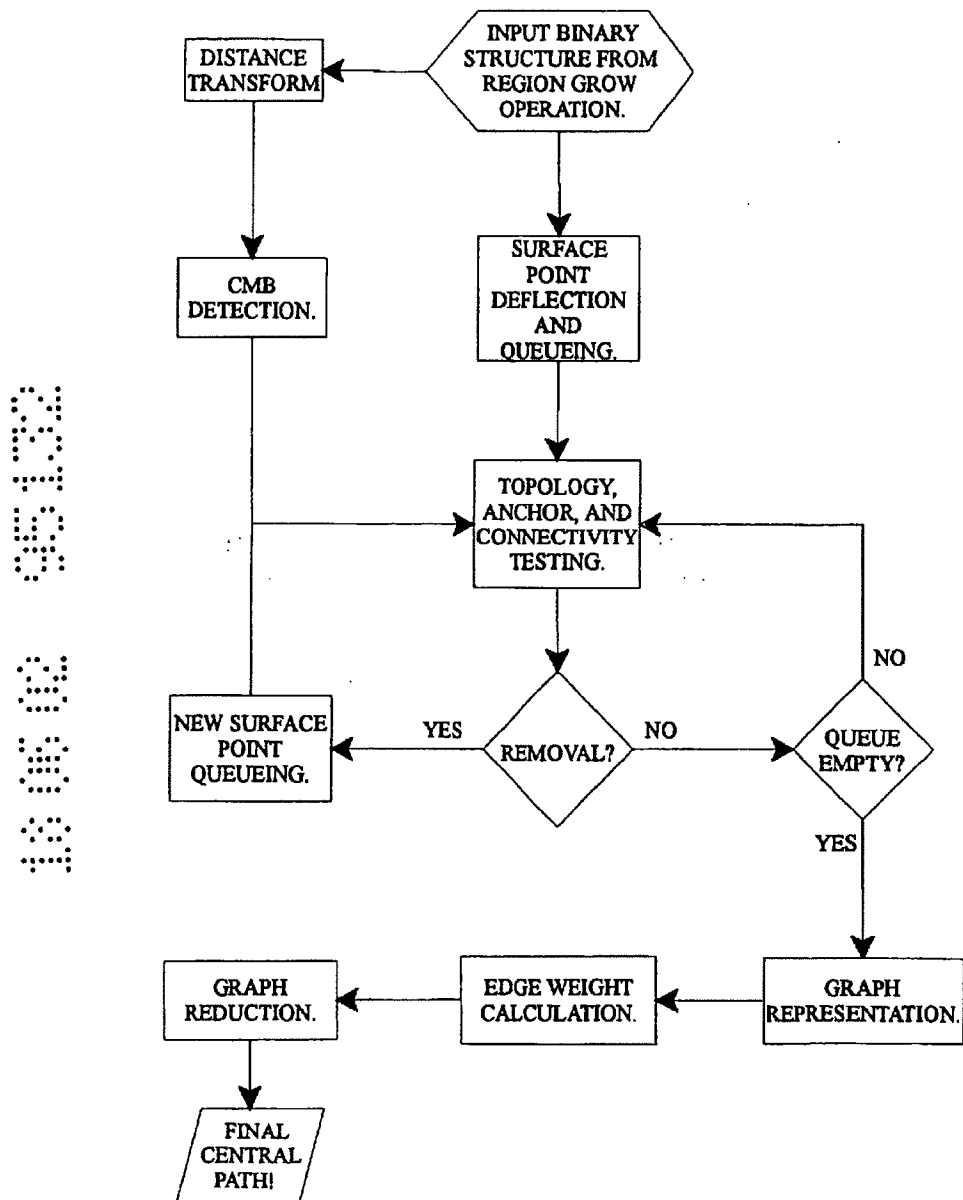 INPUT BINARY
STRUCTURE FROM
REGION GROW
OPERATION.
DISTANCE
TRANSFORM
CMB
DETECTION.
SURFACE
POINT
DEFLECTION
AND
QUEUEING.
TOPOLOGY,
ANCHOR, AND
CONNECTIVITY
TESTING.
NEW SURFACE
POINT
QUEUEING.
YES
REMOVAL?
NO
QUEUE
EMPTY?
NO
YES
GRAPH
REPRESENTATION.
EDGE WEIGHT
CALCULATION.
GRAPH
REDUCTION.
FINAL
CENTRAL
PATH!